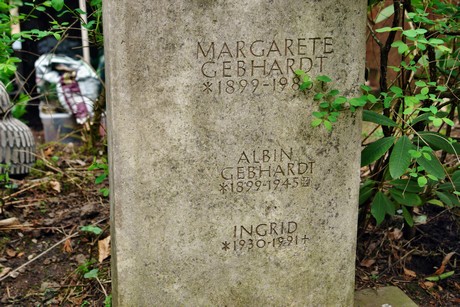 MARGARETE
GEBHARDT
*1899-198
ALBIN
GEBHARDT
*1899-1945
INGRID
*1930-1991+